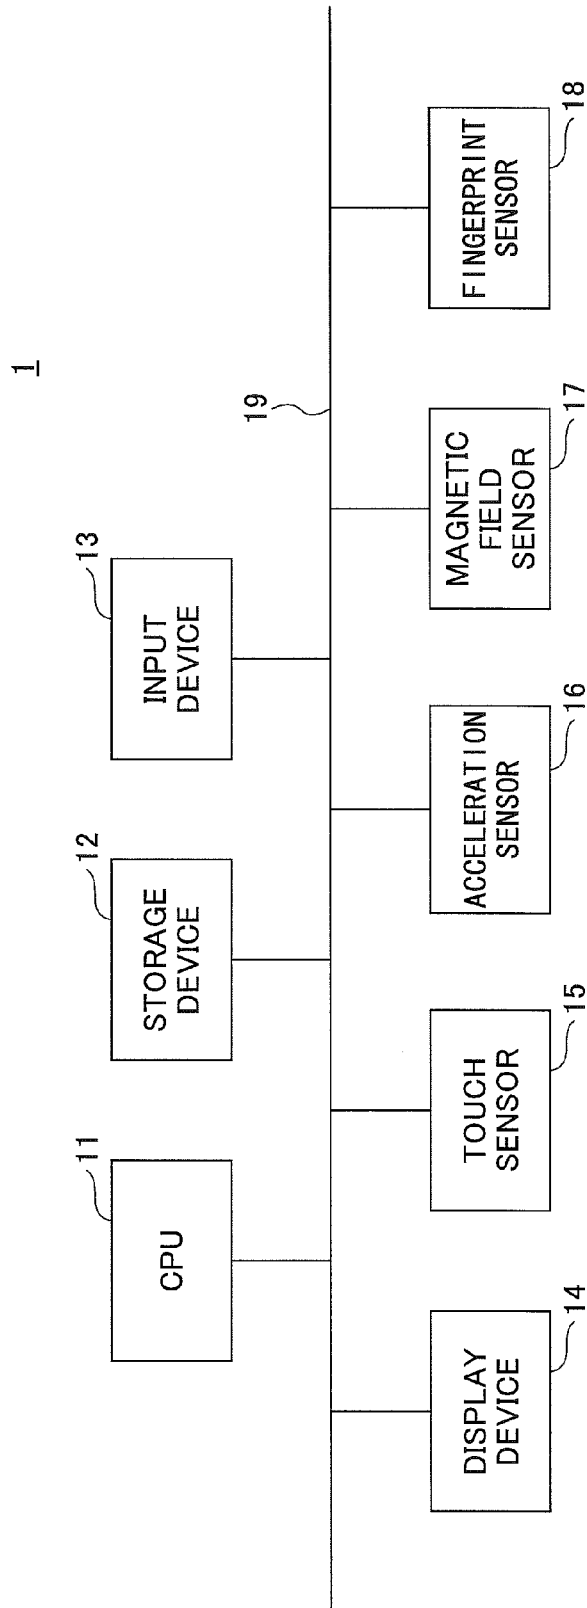 1
11
CPU
12
STORAGE
DEVICE
13
INPUT
DEVICE
19
DISPLAY
DEVICE
14
TOUCH
SENSOR
15
ACCELERATION
SENSOR
16
MAGNETIC
FIELD
SENSOR
17
FINGERPRINT
SENSOR
18